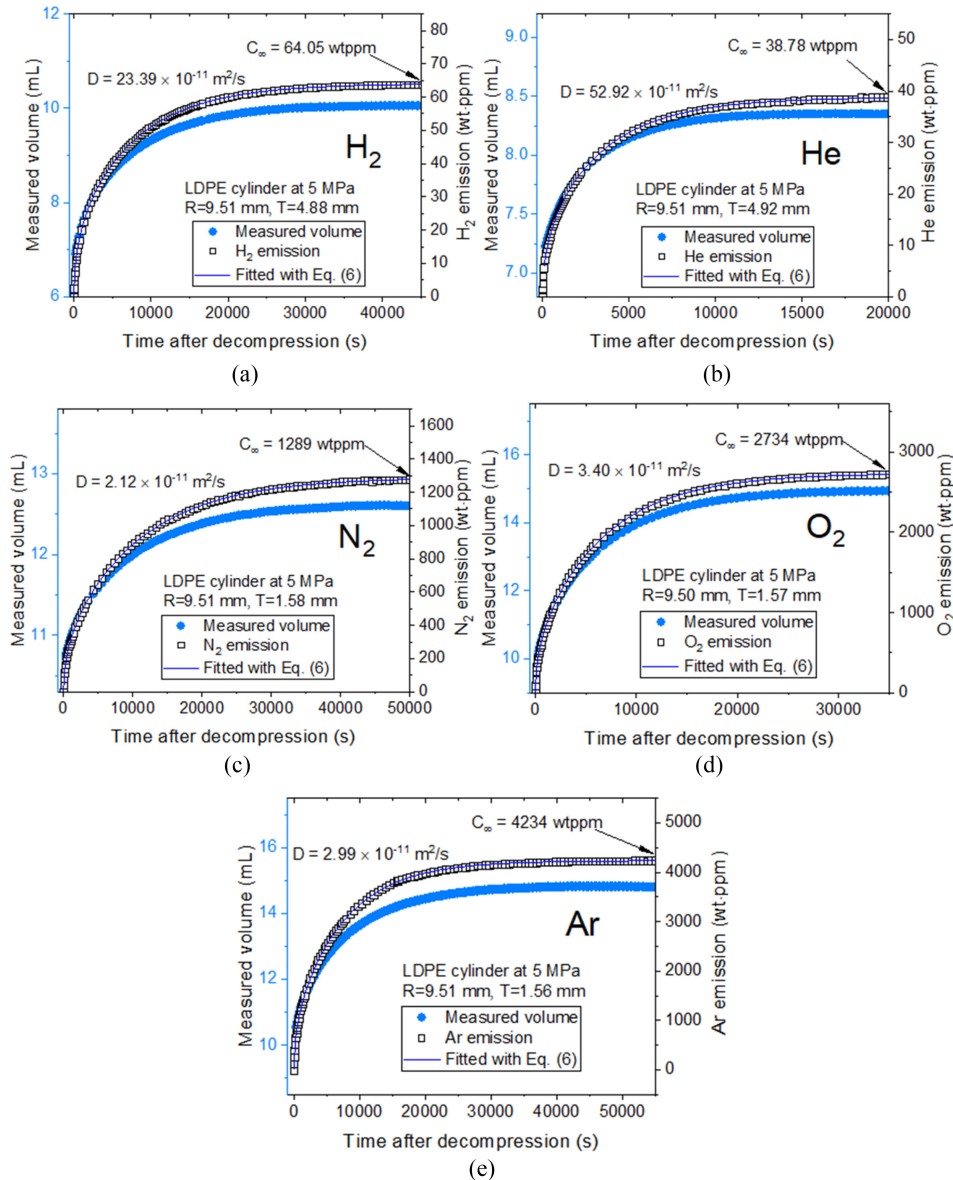 12
10
8
6
Measured volume (mL)
80
70
60
50
40
30
20
10
0
H2 emission (wt·ppm)
C∞ = 64.05 wtppm
D = 23.39 × 10-11 m2/s
H2
LDPE cylinder at 5 MPa
R=9.51 mm, T=4.88 mm
Measured volume
H2 emission
Fitted with Eq. (6)
0 10000 20000 30000 40000
Time after decompression (s)
(a)
9.0
8.5
8.0
7.5
7.0
Measured volume (mL)
50
40
30
20
10
0
He emission (wt·ppm)
C∞ = 38.78 wtppm
D = 52.92 × 10-11 m2/s
He
LDPE cylinder at 5 MPa
R=9.51 mm, T=4.92 mm
Measured volume
He emission
Fitted with Eq. (6)
0 5000 10000 15000 20000
Time after decompression (s)
(b)
13
12
11
Measured volume (mL)
1600
1400
1200
1000
800
600
400
200
0
N2 emission (wt·ppm)
C∞ = 1289 wtppm
D = 2.12 × 10-11 m2/s
N2
LDPE cylinder at 5 MPa
R=9.51 mm, T=1.58 mm
Measured volume
N2 emission
Fitted with Eq. (6)
0 10000 20000 30000 40000 50000
Time after decompression (s)
(c)
16
14
12
10
Measured volume (mL)
3000
2000
1000
0
O2 emission (wt·ppm)
C∞ = 2734 wtppm
D = 3.40 × 10-11 m2/s
O2
LDPE cylinder at 5 MPa
R=9.50 mm, T=1.57 mm
Measured volume
O2 emission
Fitted with Eq. (6)
0 10000 20000 30000
Time after decompression (s)
(d)
16
14
12
10
Measured volume (mL)
5000
4000
3000
2000
1000
0
Ar emission (wt·ppm)
C∞ = 4234 wtppm
D = 2.99 × 10-11 m2/s
Ar
LDPE cylinder at 5 MPa
R=9.51 mm, T=1.56 mm
Measured volume
Ar emission
Fitted with Eq. (6)
0 10000 20000 30000 40000 50000
Time after decompression (s)
(e)